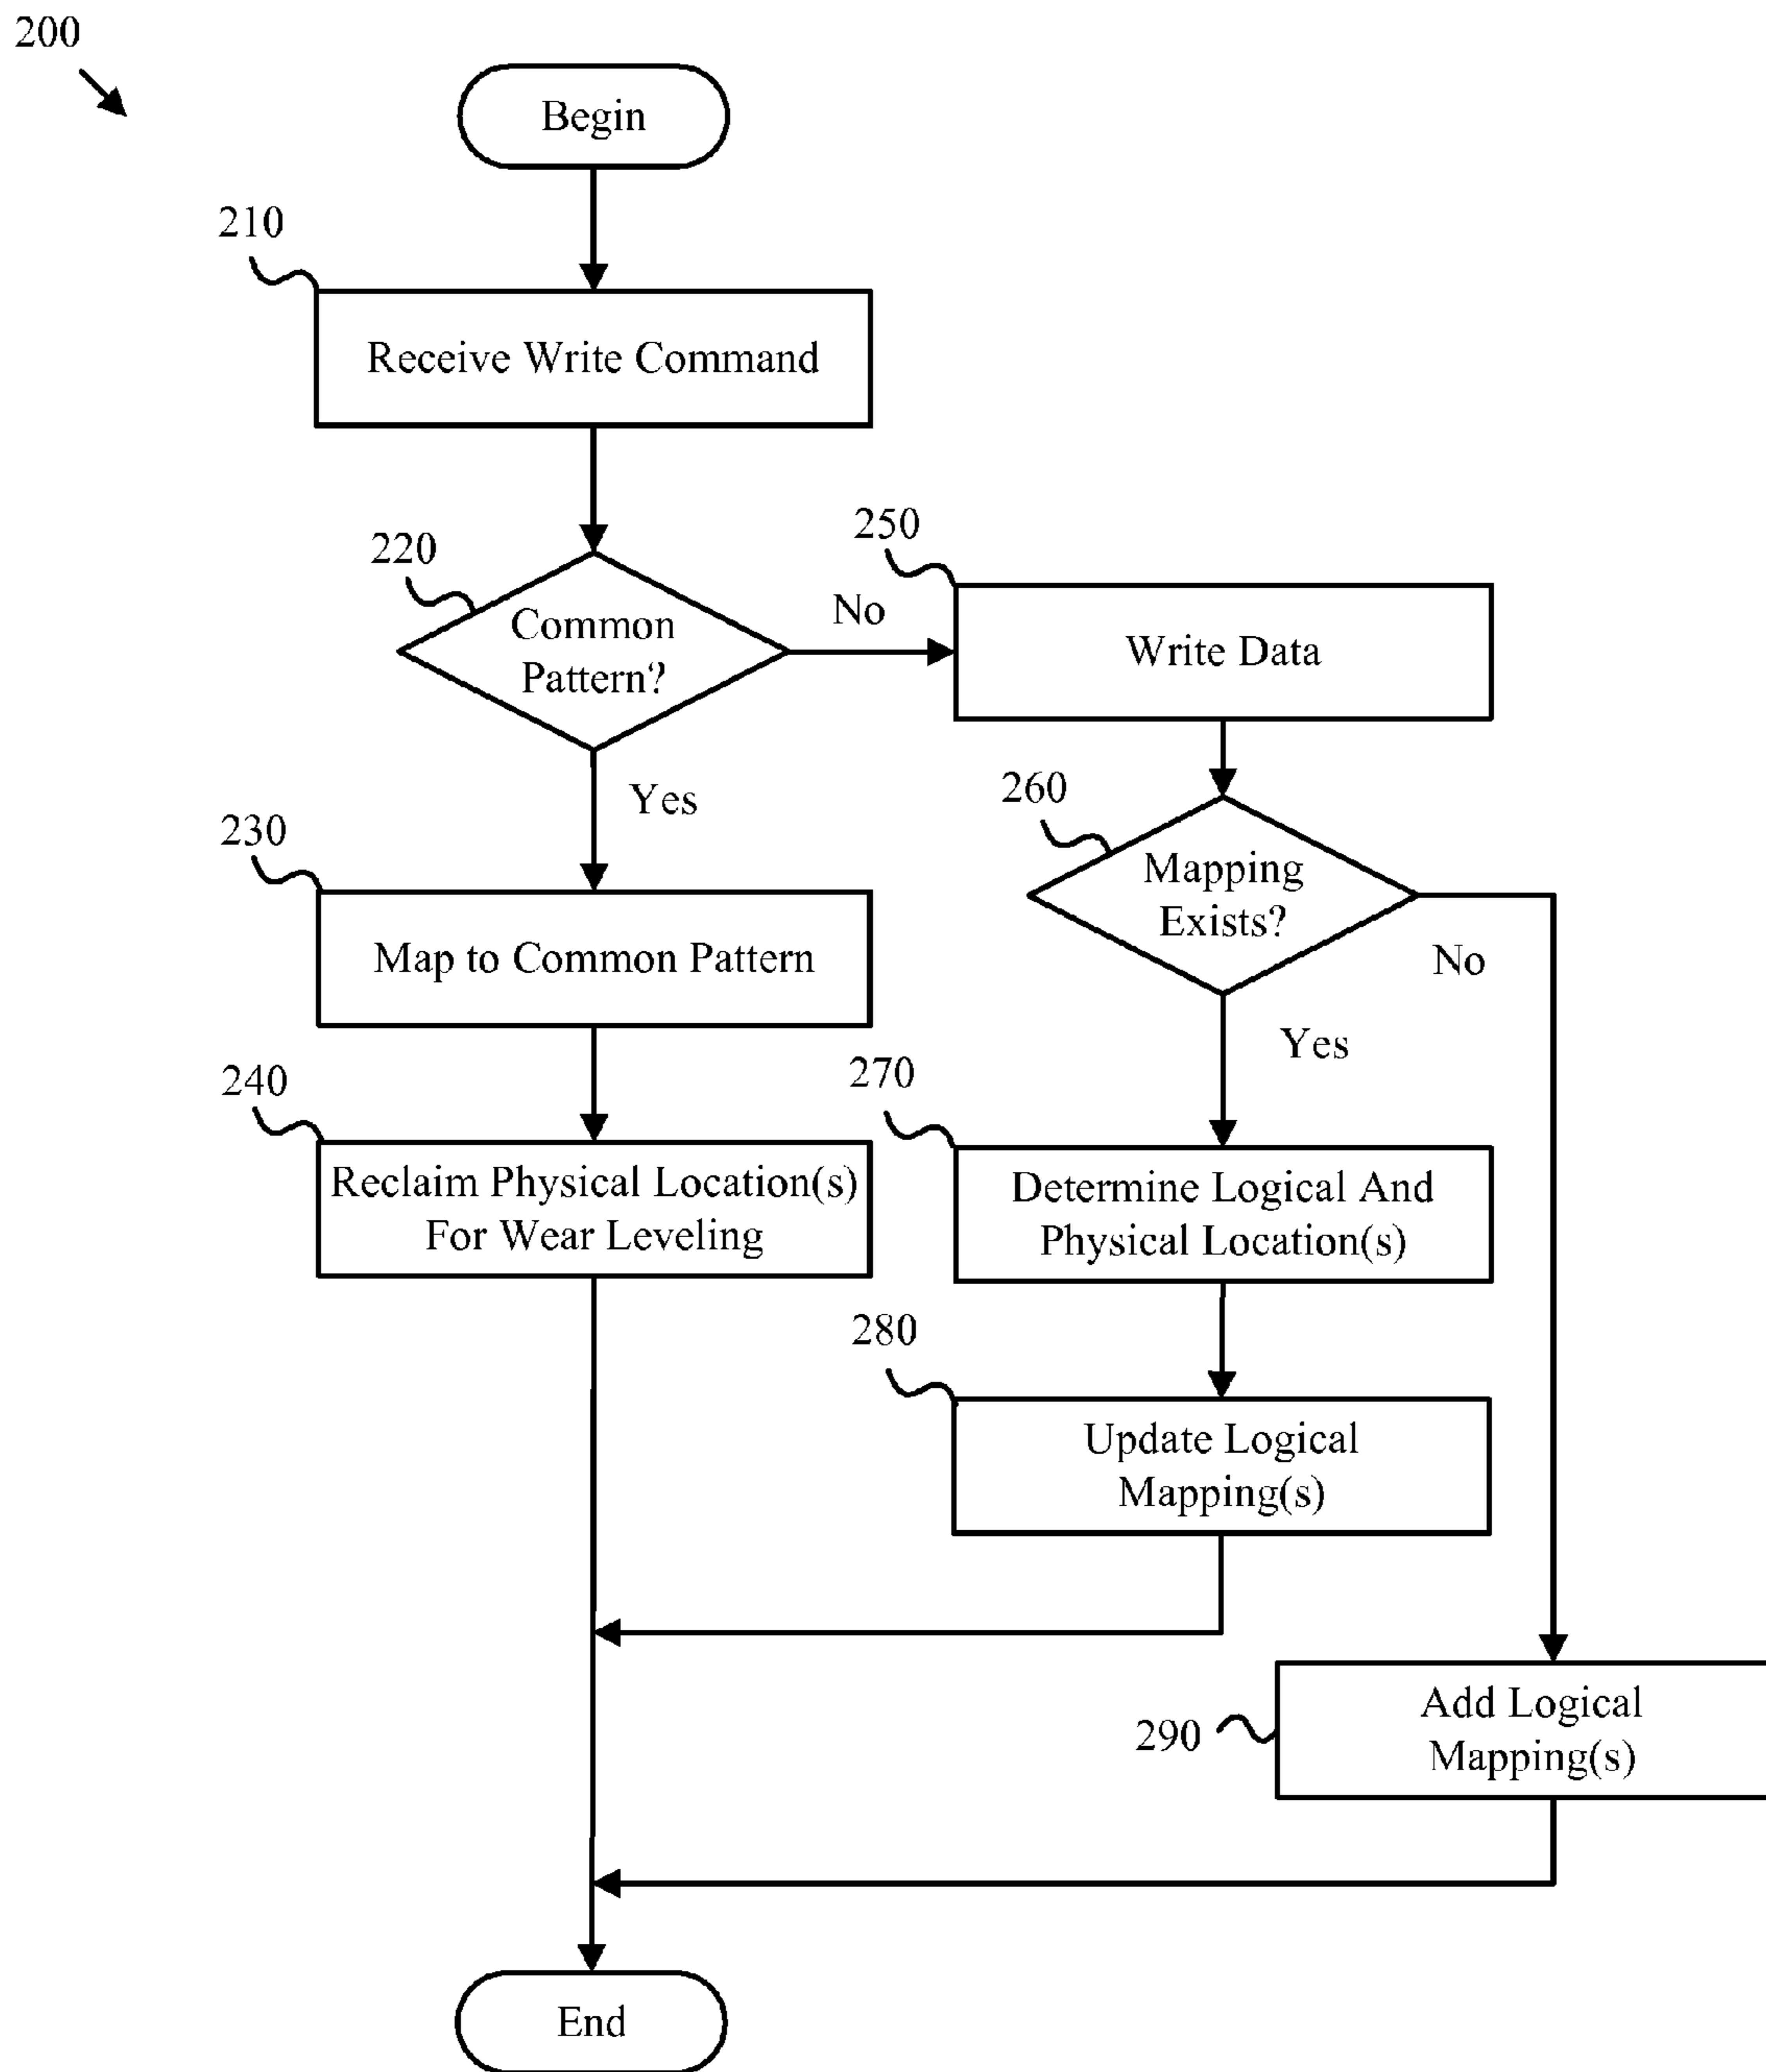 200
Begin
210
Receive Write Command
220
Common
Pattern?
No
250
Write Data
Yes
260
Mapping
Exists?
No
Yes
230
Map to Common Pattern
240
Reclaim Physical Location(s)
For Wear Leveling
270
Determine Logical And
Physical Location(s)
280
Update Logical
Mapping(s)
290
Add Logical
Mapping(s)
End